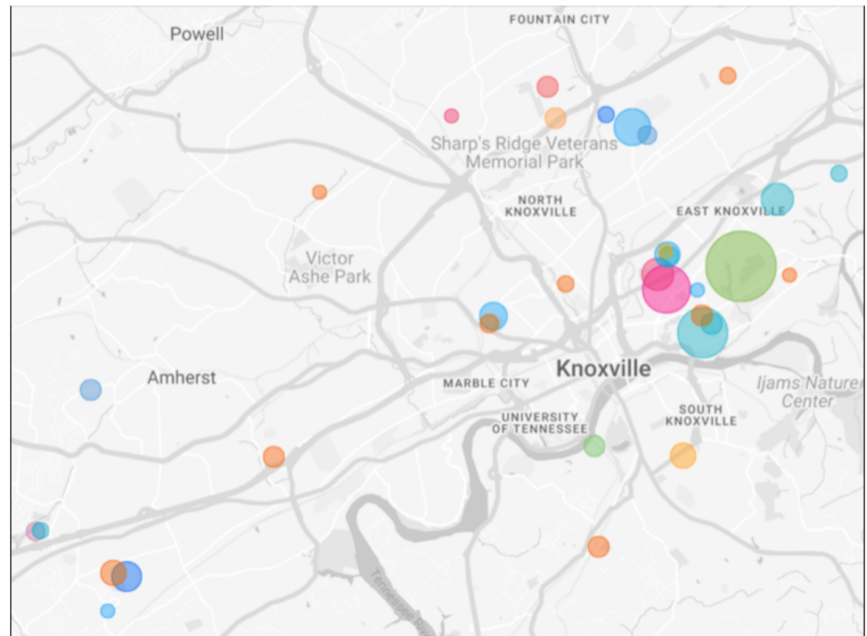 FOUNTAIN CITY
Powell
Sharp's Ridge Veterans
Memorial Park
NORTH
KNOXVILLE
EAST KNOXVILLE
Victor
Ashe Park
Knoxville
Amherst
MARBLE CITY
Ijams Nature
Center
SOUTH
KNOXVILLE
UNIVERSITY
OF TENNESSEE
Tennessee